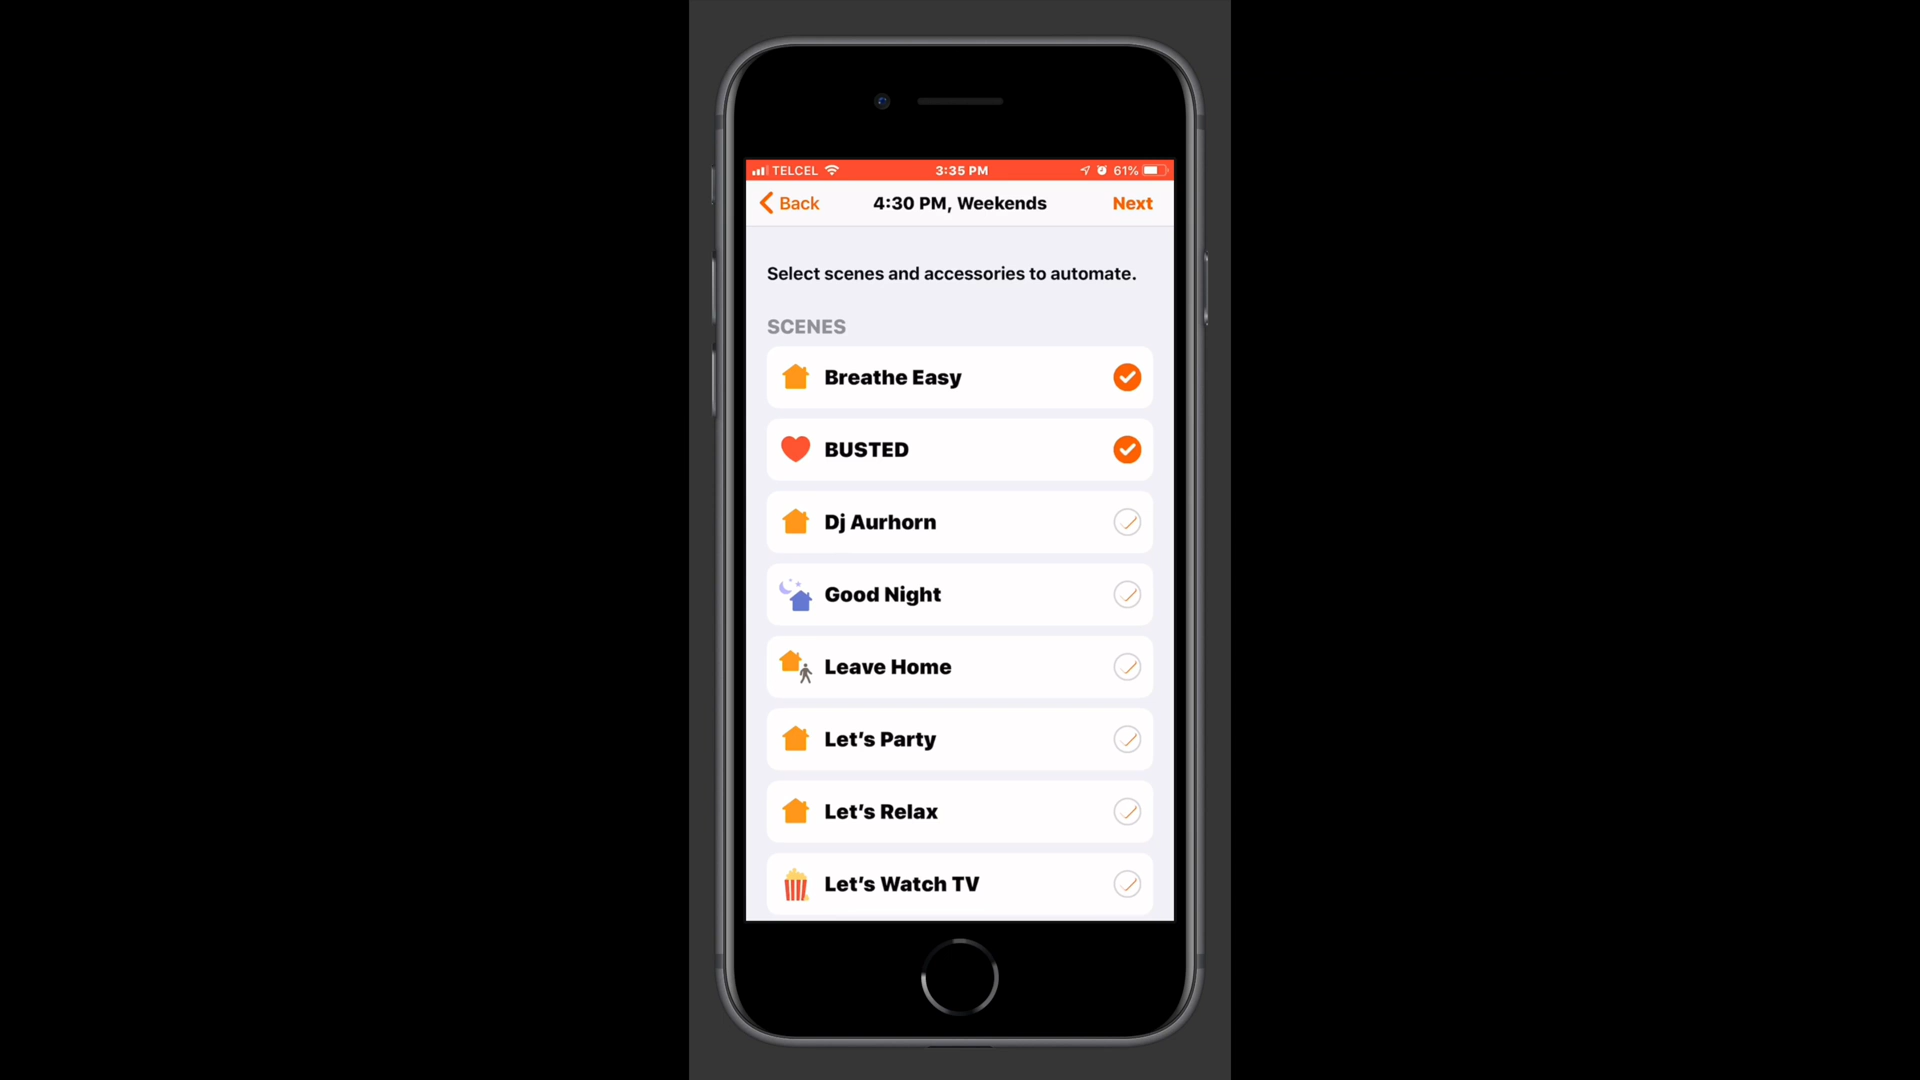 TELCEL 3:35 PM 61%
Back 4:30 PM, Weekends Next
Select scenes and accessories to automate.
SCENES
Breathe Easy
BUSTED
Dj Aurhorn
Good Night
Leave Home
Let’s Party
Let’s Relax
Let’s Watch TV